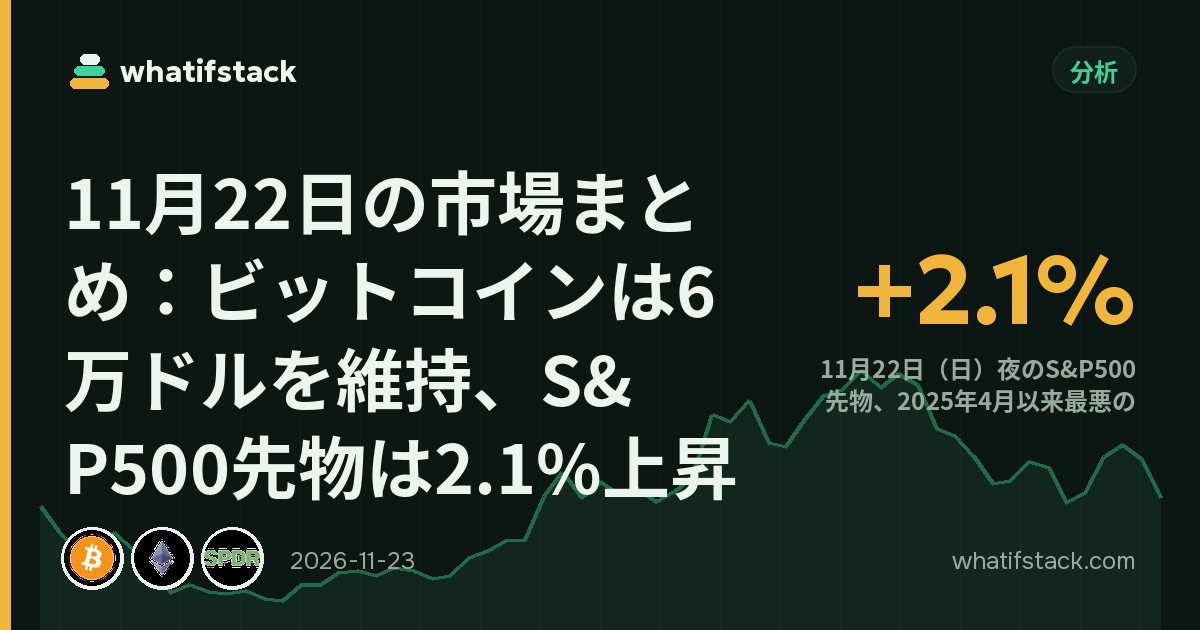 whatifstack
分析
11月22日の市場まと
め：ビットコインは6
万ドルを維持、S&
P500先物は2.1%上昇
+2.1%
11月22日（日）夜のS&P500
先物、2025年4月以来最悪の
SPDR
2026-11-23
whatifstack.com